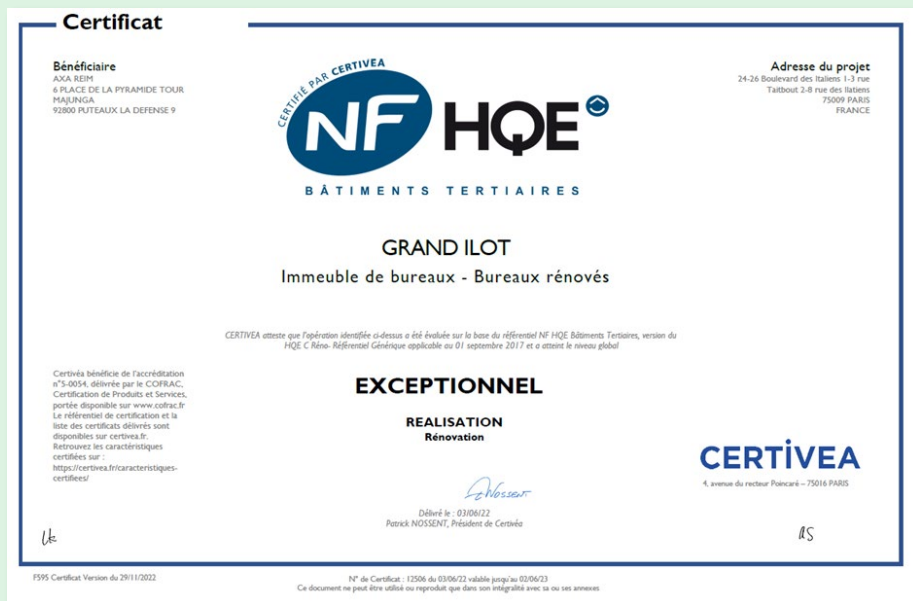 Certificat
Bénéficiaire
AXA REIM
6 PLACE DE LA PYRAMIDE TOUR
MAJUNGA
92800 PUTEAUX LA DEFENSE 9
Adresse du projet
24-26 Boulevard des Italiens 1-3 rue
Taitbout 2-8 rue des Ilatiens
75009 PARIS
FRANCE
CERTIFIÉ PAR CERTIVEA
NF HQE
BÂTIMENTS TERTIAIRES
GRAND ILOT
Immeuble de bureaux - Bureaux rénovés
CERTIVEA atteste que l'opération identifiée ci-dessus a été évaluée sur la base du référentiel NF HQE Bâtiments Tertiaires, version du
HQE C Réno- Référentiel Générique applicable au 01 septembre 2017 et a atteint le niveau global
Certivéa bénéficie de l'accréditation
n°5-0054, délivrée par le COFRAC,
Certification de Produits et Services,
portée disponible sur www.cofrac.fr
Le référentiel de certification et la
liste des certificats délivrés sont
disponibles sur certivea.fr.
Retrouvez les caractéristiques
certifiées sur :
https://certivea.fr/caracteristiques-
certifiees/
EXCEPTIONNEL
REALISATION
Rénovation
CERTIVEA
4, avenue du recteur Poincaré – 75016 PARIS
Délivré le : 03/06/22
Patrick NOSSENT, Président de Certivéa
F595 Certificat Version du 29/11/2022
N° de Certificat : 12506 du 03/06/22 valable jusqu'au 02/06/23
Ce document ne peut être utilisé ou reproduit que dans son intégralité avec sa ou ses annexes